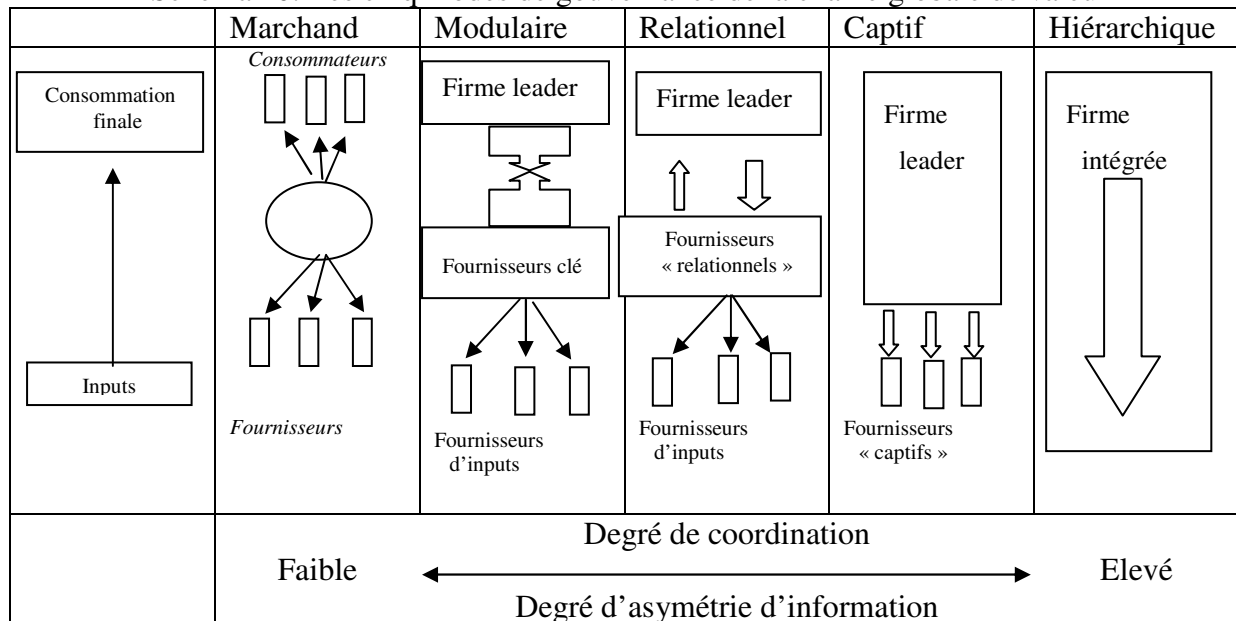 Marchand Modulaire Relationnel Captif Hiérarchique
Consommation
finale
Inputs
Consommateurs
Fournisseurs
Firme leader
Fournisseurs clé
Fournisseurs
d'inputs
Firme leader
Fournisseurs
« relationnels »
Fournisseurs
d'inputs
Firme
leader
Fournisseurs
« captifs »
Firme
intégrée
Degré de coordination
Faible Elevé
Degré d'asymétrie d'information